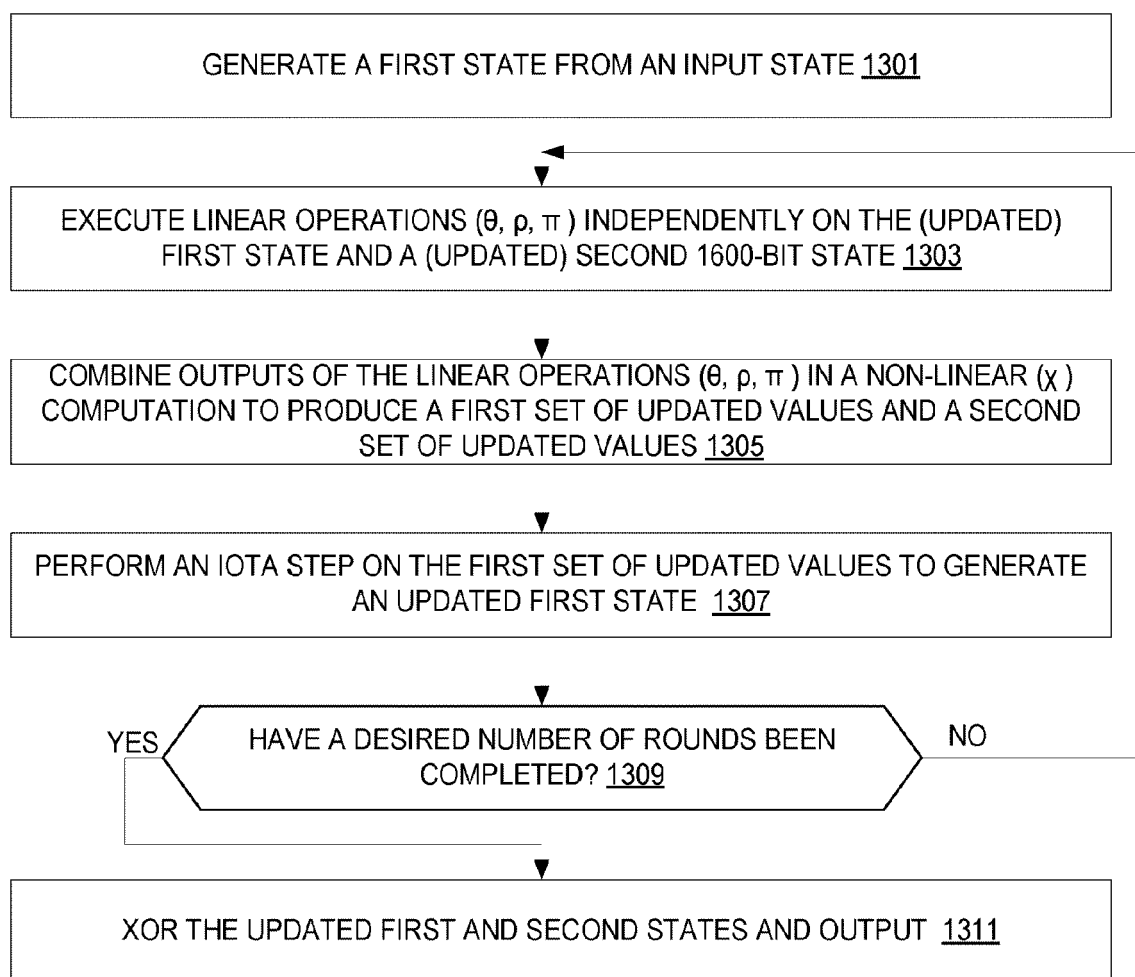 GENERATE A FIRST STATE FROM AN INPUT STATE 1301
EXECUTE LINEAR OPERATIONS (θ, ρ, π ) INDEPENDENTLY ON THE (UPDATED)
FIRST STATE AND A (UPDATED) SECOND 1600-BIT STATE 1303
COMBINE OUTPUTS OF THE LINEAR OPERATIONS (θ, ρ, π ) IN A NON-LINEAR (χ )
COMPUTATION TO PRODUCE A FIRST SET OF UPDATED VALUES AND A SECOND
SET OF UPDATED VALUES 1305
PERFORM AN IOTA STEP ON THE FIRST SET OF UPDATED VALUES TO GENERATE
AN UPDATED FIRST STATE 1307
YES
HAVE A DESIRED NUMBER OF ROUNDS BEEN
COMPLETED? 1309
NO
XOR THE UPDATED FIRST AND SECOND STATES AND OUTPUT 1311